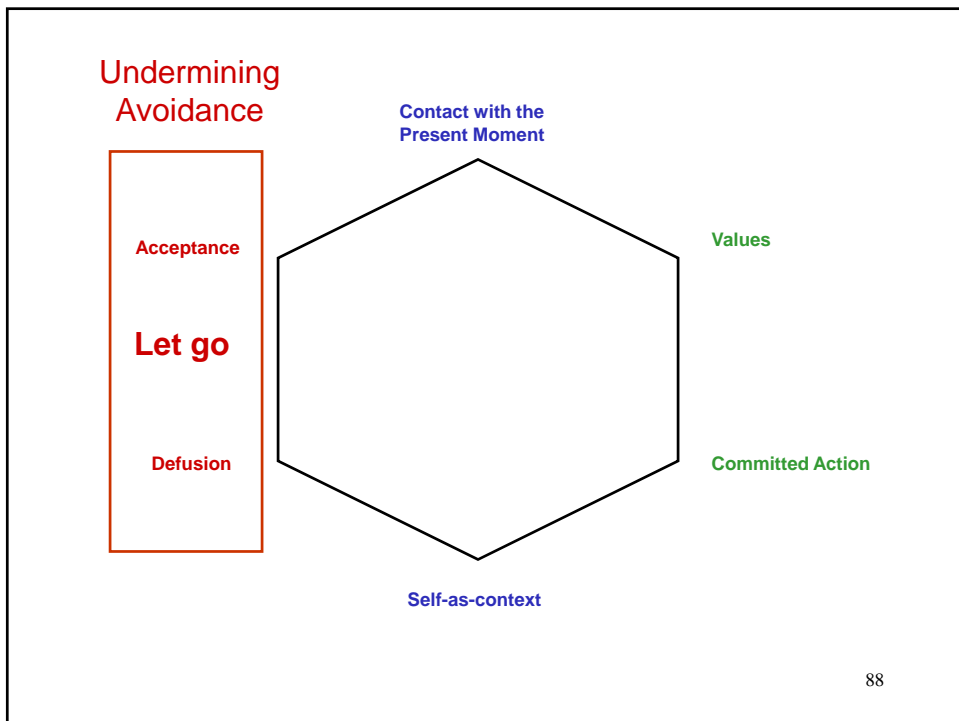 Undermining
Avoidance
Contact with the
Present Moment
Acceptance
Values
Let go
Defusion
Committed Action
Self-as-context
88